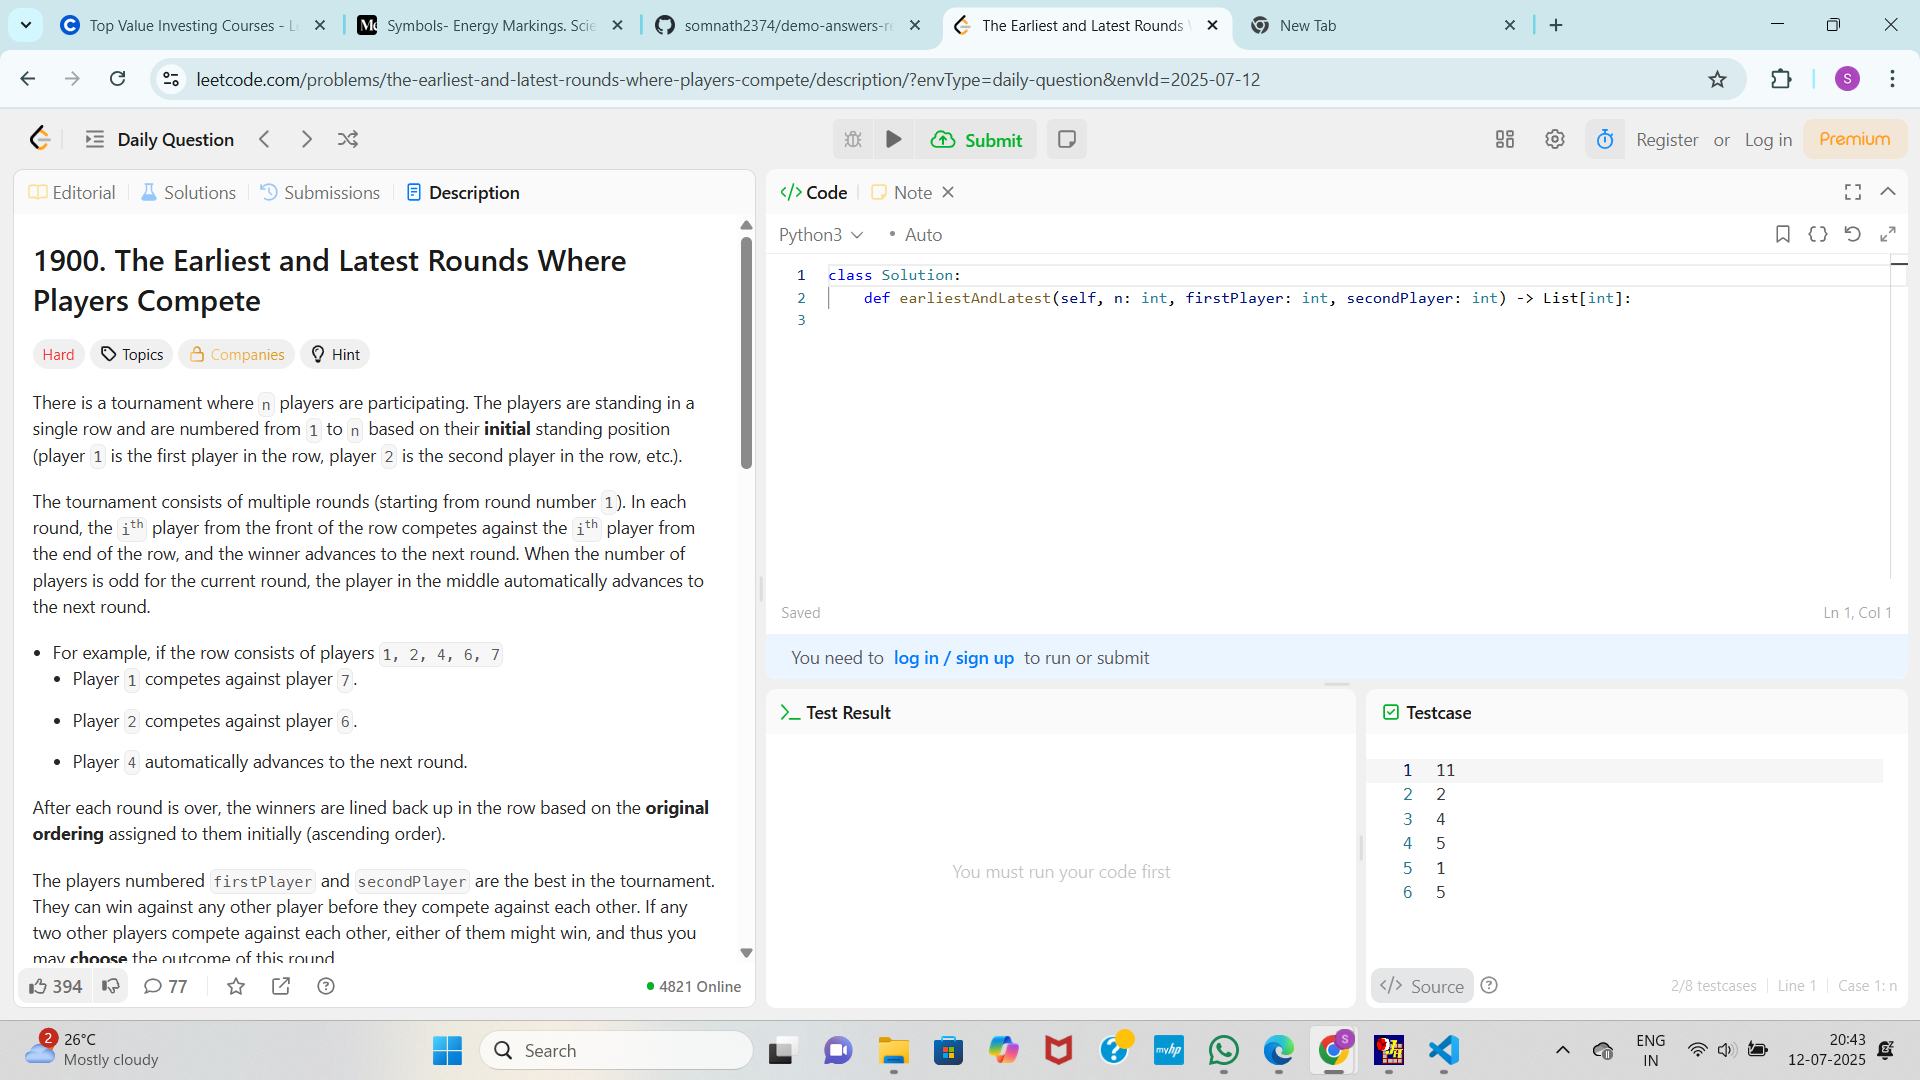 Top Value Investing Courses - Le
Symbols- Energy Markings. Scie
somnath2374/demo-answers-re
The Earliest and Latest Rounds W
New Tab
leetcode.com/problems/the-earliest-and-latest-rounds-where-players-compete/description/?envType=daily-question&envId=2025-07-12
S
Daily Question
Submit
Register or Log in
Premium
Editorial
Solutions
Submissions
Description
1900. The Earliest and Latest Rounds Where
Players Compete
Hard
Topics
Companies
Hint
There is a tournament where n players are participating. The players are standing in a
single row and are numbered from 1 to n based on their initial standing position
(player 1 is the first player in the row, player 2 is the second player in the row, etc.).
The tournament consists of multiple rounds (starting from round number 1). In each
round, the ith player from the front of the row competes against the ith player from
the end of the row, and the winner advances to the next round. When the number of
players is odd for the current round, the player in the middle automatically advances to
the next round.
• For example, if the row consists of players 1, 2, 4, 6, 7
• Player 1 competes against player 7.
• Player 2 competes against player 6.
• Player 4 automatically advances to the next round.
After each round is over, the winners are lined back up in the row based on the original
ordering assigned to them initially (ascending order).
The players numbered firstPlayer and secondPlayer are the best in the tournament.
They can win against any other player before they compete against each other. If any
two other players compete against each other, either of them might win, and thus you
may choose the outcome of this round.
394
77
4821 Online
</> Code
Note
Python3
• Auto
1 class Solution:
2 def earliestAndLatest(self, n: int, firstPlayer: int, secondPlayer: int) -> List[int]:
3
Saved
Ln 1, Col 1
You need to log in / sign up to run or submit
Test Result
You must run your code first
Testcase
1 11
2 2
3 4
4 5
5 1
6 5
</> Source
2/8 testcases
Line 1
Case 1: n
2
26°C
Mostly cloudy
Search
myhp
S
ENG
IN
20:43
12-07-2025